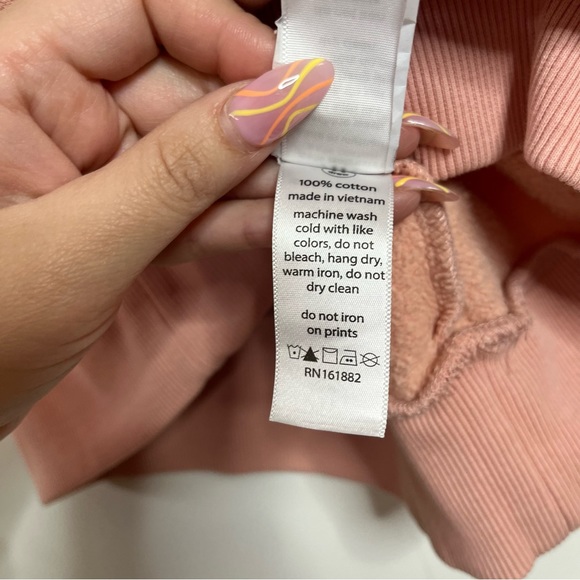 100% cotton
made in vietnam
machine wash
cold with like
colors, do not
bleach, hang dry,
warm iron, do not
dry clean
do not iron
on prints
RN161882